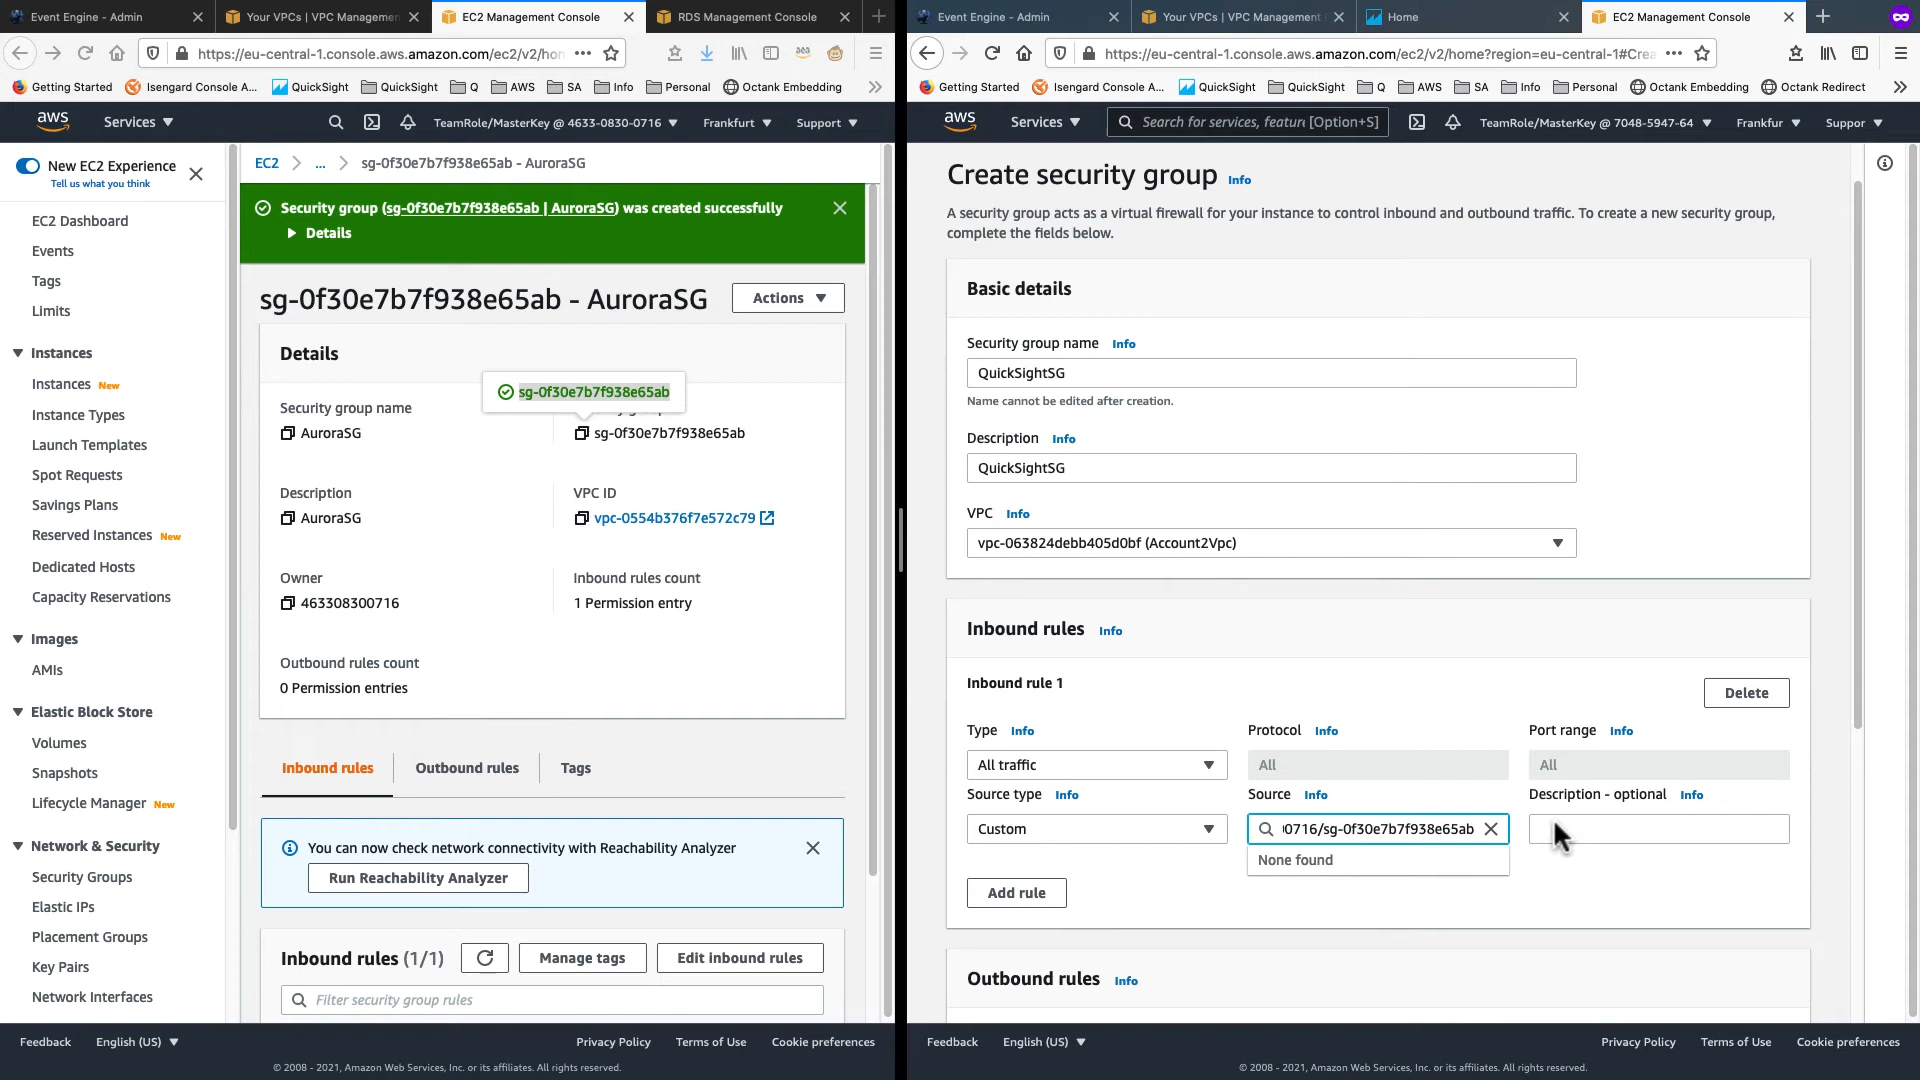 Event Engine - Admin
Your VPCs | VPC Managemen
EC2 Management Console
RDS Management Console
https://eu-central-1.console.aws.amazon.com/ec2/v2/hon
Getting Started
Isengard Console A...
QuickSight
QuickSight
Q
AWS
SA
Info
Personal
Octank Embedding
aws
Services
TeamRole/MasterKey @ 4633-0830-0716
Frankfurt
Support
New EC2 Experience
Tell us what you think
EC2 Dashboard
Events
Tags
Limits
Instances
Instances New
Instance Types
Launch Templates
Spot Requests
Savings Plans
Reserved Instances New
Dedicated Hosts
Capacity Reservations
Images
AMIs
Elastic Block Store
Volumes
Snapshots
Lifecycle Manager New
Network & Security
Security Groups
Elastic IPs
Placement Groups
Key Pairs
Network Interfaces
EC2
...
sg-0f30e7b7f938e65ab - AuroraSG
Security group (sg-0f30e7b7f938e65ab | AuroraSG) was created successfully
Details
sg-0f30e7b7f938e65ab - AuroraSG
Actions
Details
sg-0f30e7b7f938e65ab
Security group name
AuroraSG
sg-0f30e7b7f938e65ab
Description
AuroraSG
VPC ID
vpc-0554b376f7e572c79
Owner
463308300716
Inbound rules count
1 Permission entry
Outbound rules count
0 Permission entries
Inbound rules
Outbound rules
Tags
You can now check network connectivity with Reachability Analyzer
Run Reachability Analyzer
Inbound rules (1/1)
Manage tags
Edit inbound rules
Filter security group rules
Feedback
English (US)
Privacy Policy
Terms of Use
Cookie preferences
© 2008 - 2021, Amazon Web Services, Inc. or its affiliates. All rights reserved.
Event Engine - Admin
Your VPCs | VPC Management
Home
EC2 Management Console
https://eu-central-1.console.aws.amazon.com/ec2/v2/home?region=eu-central-1#Crea
Getting Started
Isengard Console A...
QuickSight
QuickSight
Q
AWS
SA
Info
Personal
Octank Embedding
Octank Redirect
aws
Services
Search for services, feature
[Option+S]
TeamRole/MasterKey @ 7048-5947-64
Frankfur
Suppor
Create security group Info
A security group acts as a virtual firewall for your instance to control inbound and outbound traffic. To create a new security group,
complete the fields below.
Basic details
Security group name Info
QuickSightSG
Name cannot be edited after creation.
Description Info
QuickSightSG
VPC Info
vpc-063824debb405d0bf (Account2Vpc)
Inbound rules Info
Inbound rule 1
Delete
Type Info
Protocol Info
Port range Info
All traffic
All
All
Source type Info
Source Info
Description - optional Info
Custom
0716/sg-0f30e7b7f938e65ab
None found
Add rule
Outbound rules Info
Feedback
English (US)
Privacy Policy
Terms of Use
Cookie preferences
© 2008 - 2021, Amazon Web Services, Inc. or its affiliates. All rights reserved.